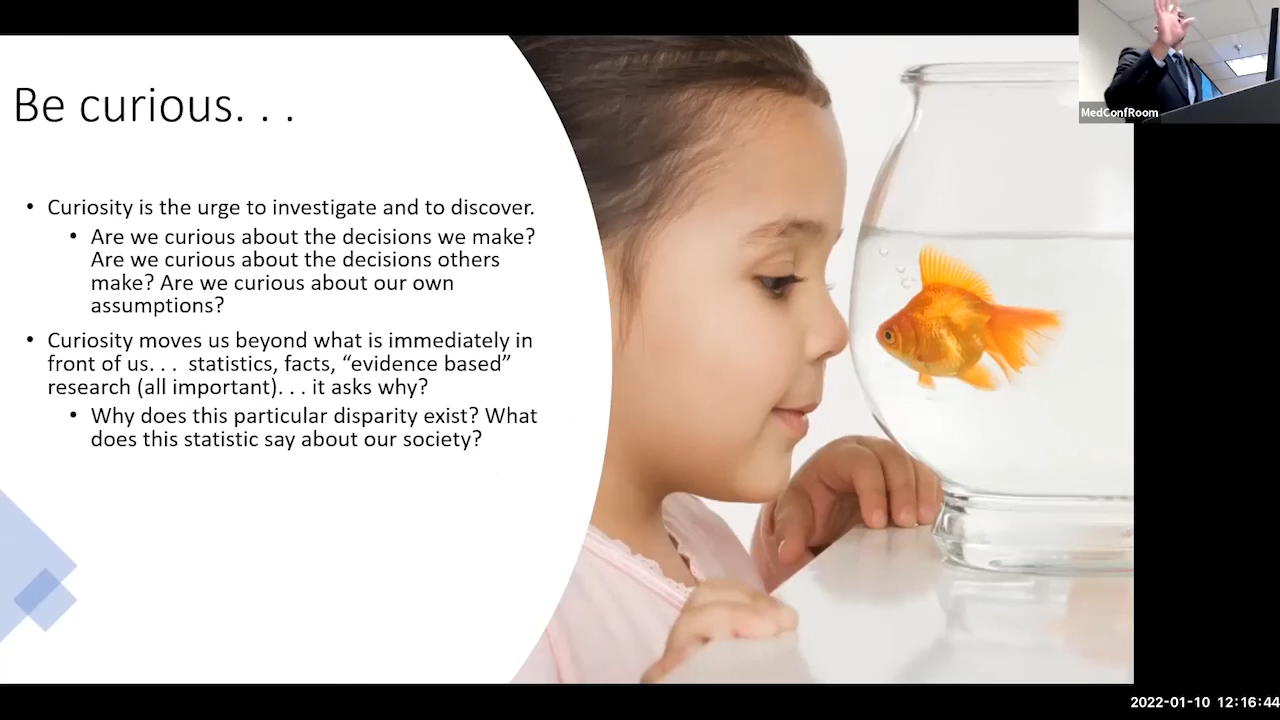 Be curious. . .
• Curiosity is the urge to investigate and to discover.
• Are we curious about the decisions we make?
Are we curious about the decisions others
make? Are we curious about our own
assumptions?
• Curiosity moves us beyond what is immediately in
front of us. . .  statistics, facts, “evidence based”
research (all important). . . it asks why?
• Why does this particular disparity exist? What
does this statistic say about our society?
MedConfRoom
2022-01-10 12:16:44